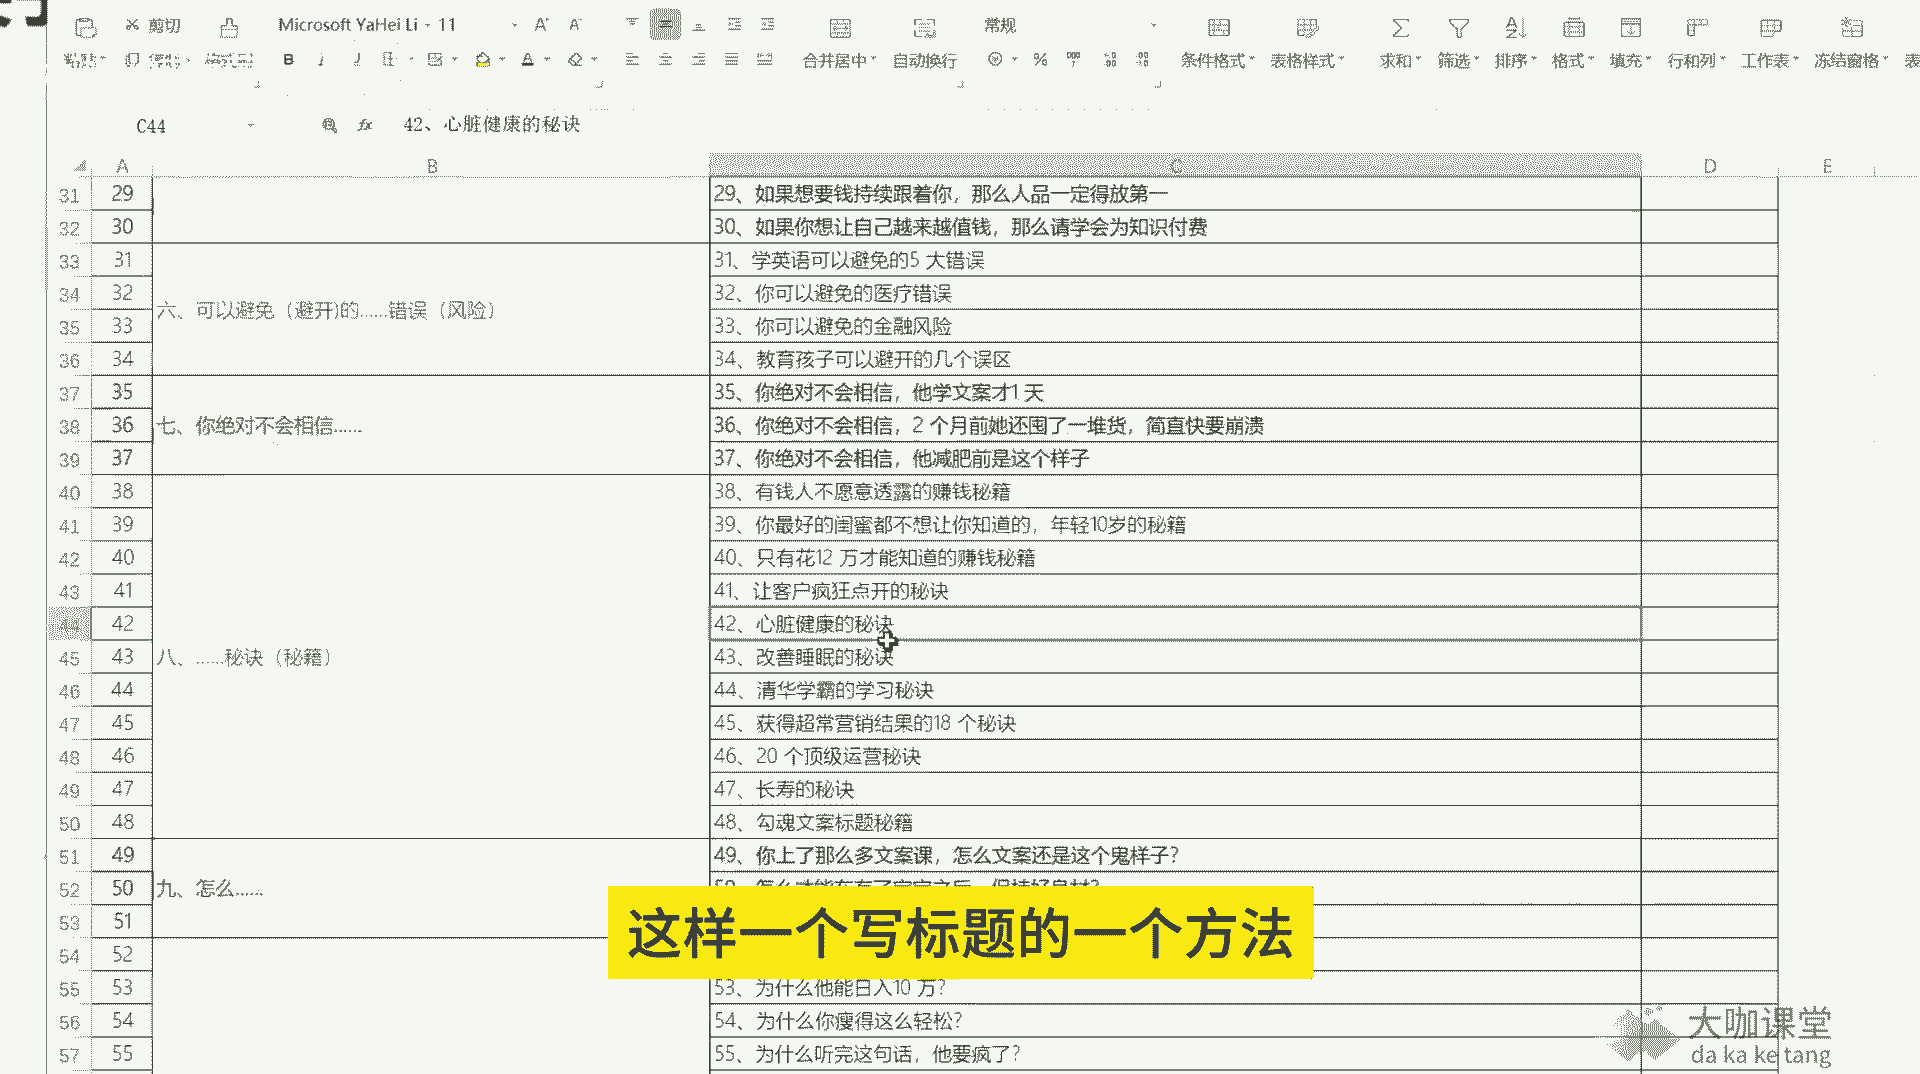 剪切
Microsoft YaHei Li 11 A⁺ A⁻
常规
粘贴 B I 合并居中 自动换行 % 条件格式 表格样式 求和 筛选 排序 格式 填充 行和列 工作表 冻结窗格 表
C44 fx 42、心脏健康的秘诀
A B C D E
31 29 29、如果想要钱持续跟着你，那么人品一定得放第一
32 30 30、如果你想让自己越来越值钱，那么请学会为知识付费
33 31 31、学英语可以避免的5 大错误
34 32 32、你可以避免的医疗错误
六、可以避免（避开)的……错误（风险）
35 33 33、你可以避免的金融风险
36 34 34、教育孩子可以避开的几个误区
37 35 35、你绝对不会相信，他学文案才1 天
38 36 七、你绝对不会相信…… 36、你绝对不会相信，2 个月前她还囤了一堆货，简直快要崩溃
39 37 37、你绝对不会相信，他减肥前是这个样子
40 38 38、有钱人不愿意透露的赚钱秘籍
41 39 39、你最好的闺蜜都不想让你知道的，年轻10岁的秘籍
42 40 40、只有花12 万才能知道的赚钱秘籍
43 41 41、让客户疯狂点开的秘诀
44 42 42、心脏健康的秘诀
45 43 八、……秘诀（秘籍） 43、改善睡眠的秘诀
46 44 44、清华学霸的学习秘诀
47 45 45、获得超常营销结果的18 个秘诀
48 46 46、20 个顶级运营秘诀
49 47 47、长寿的秘诀
50 48 48、勾魂文案标题秘籍
51 49 49、你上了那么多文案课，怎么文案还是这个鬼样子？
52 50 九、怎么……
53 51
这样一个写标题的一个方法
54 52
55 53 53、为什么他能日入10 万？
56 54 54、为什么你瘦得这么轻松？
57 55 55、为什么听完这句话，他要疯了？
大咖课堂
da ka ke tang